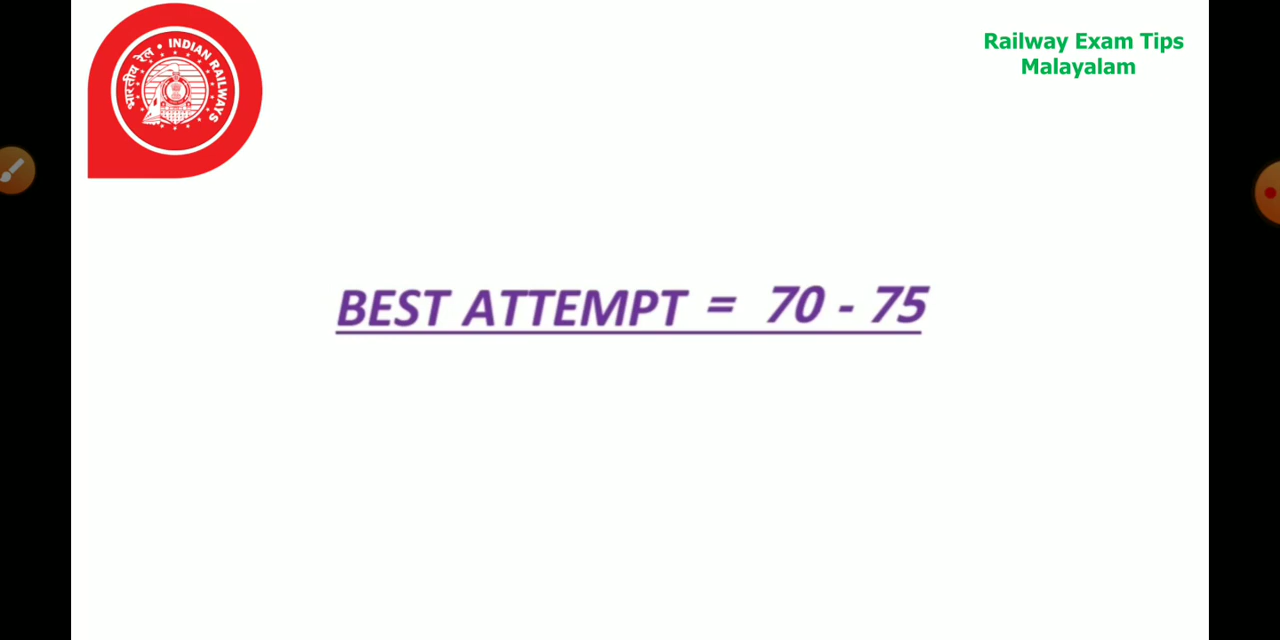 भारतीय रेल • INDIAN RAILWAYS
Railway Exam Tips
Malayalam
BEST ATTEMPT = 70 - 75